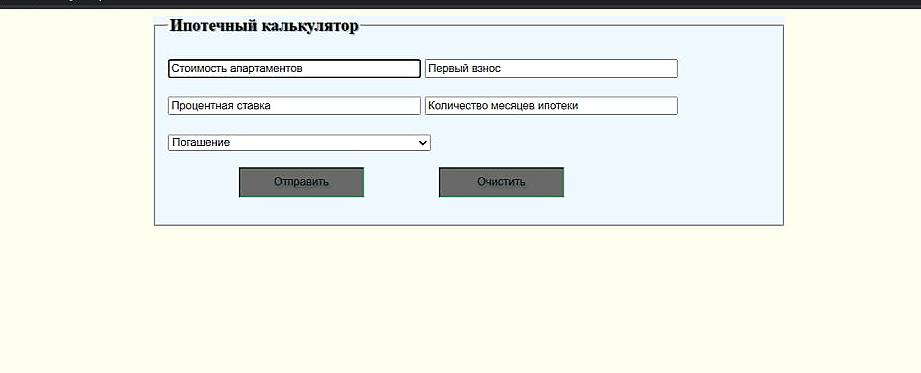 Ипотечный калькулятор
Стоимость апартаментов Первый взнос
Процентная ставка Количество месяцев ипотеки
Погашение
Отправить Очистить